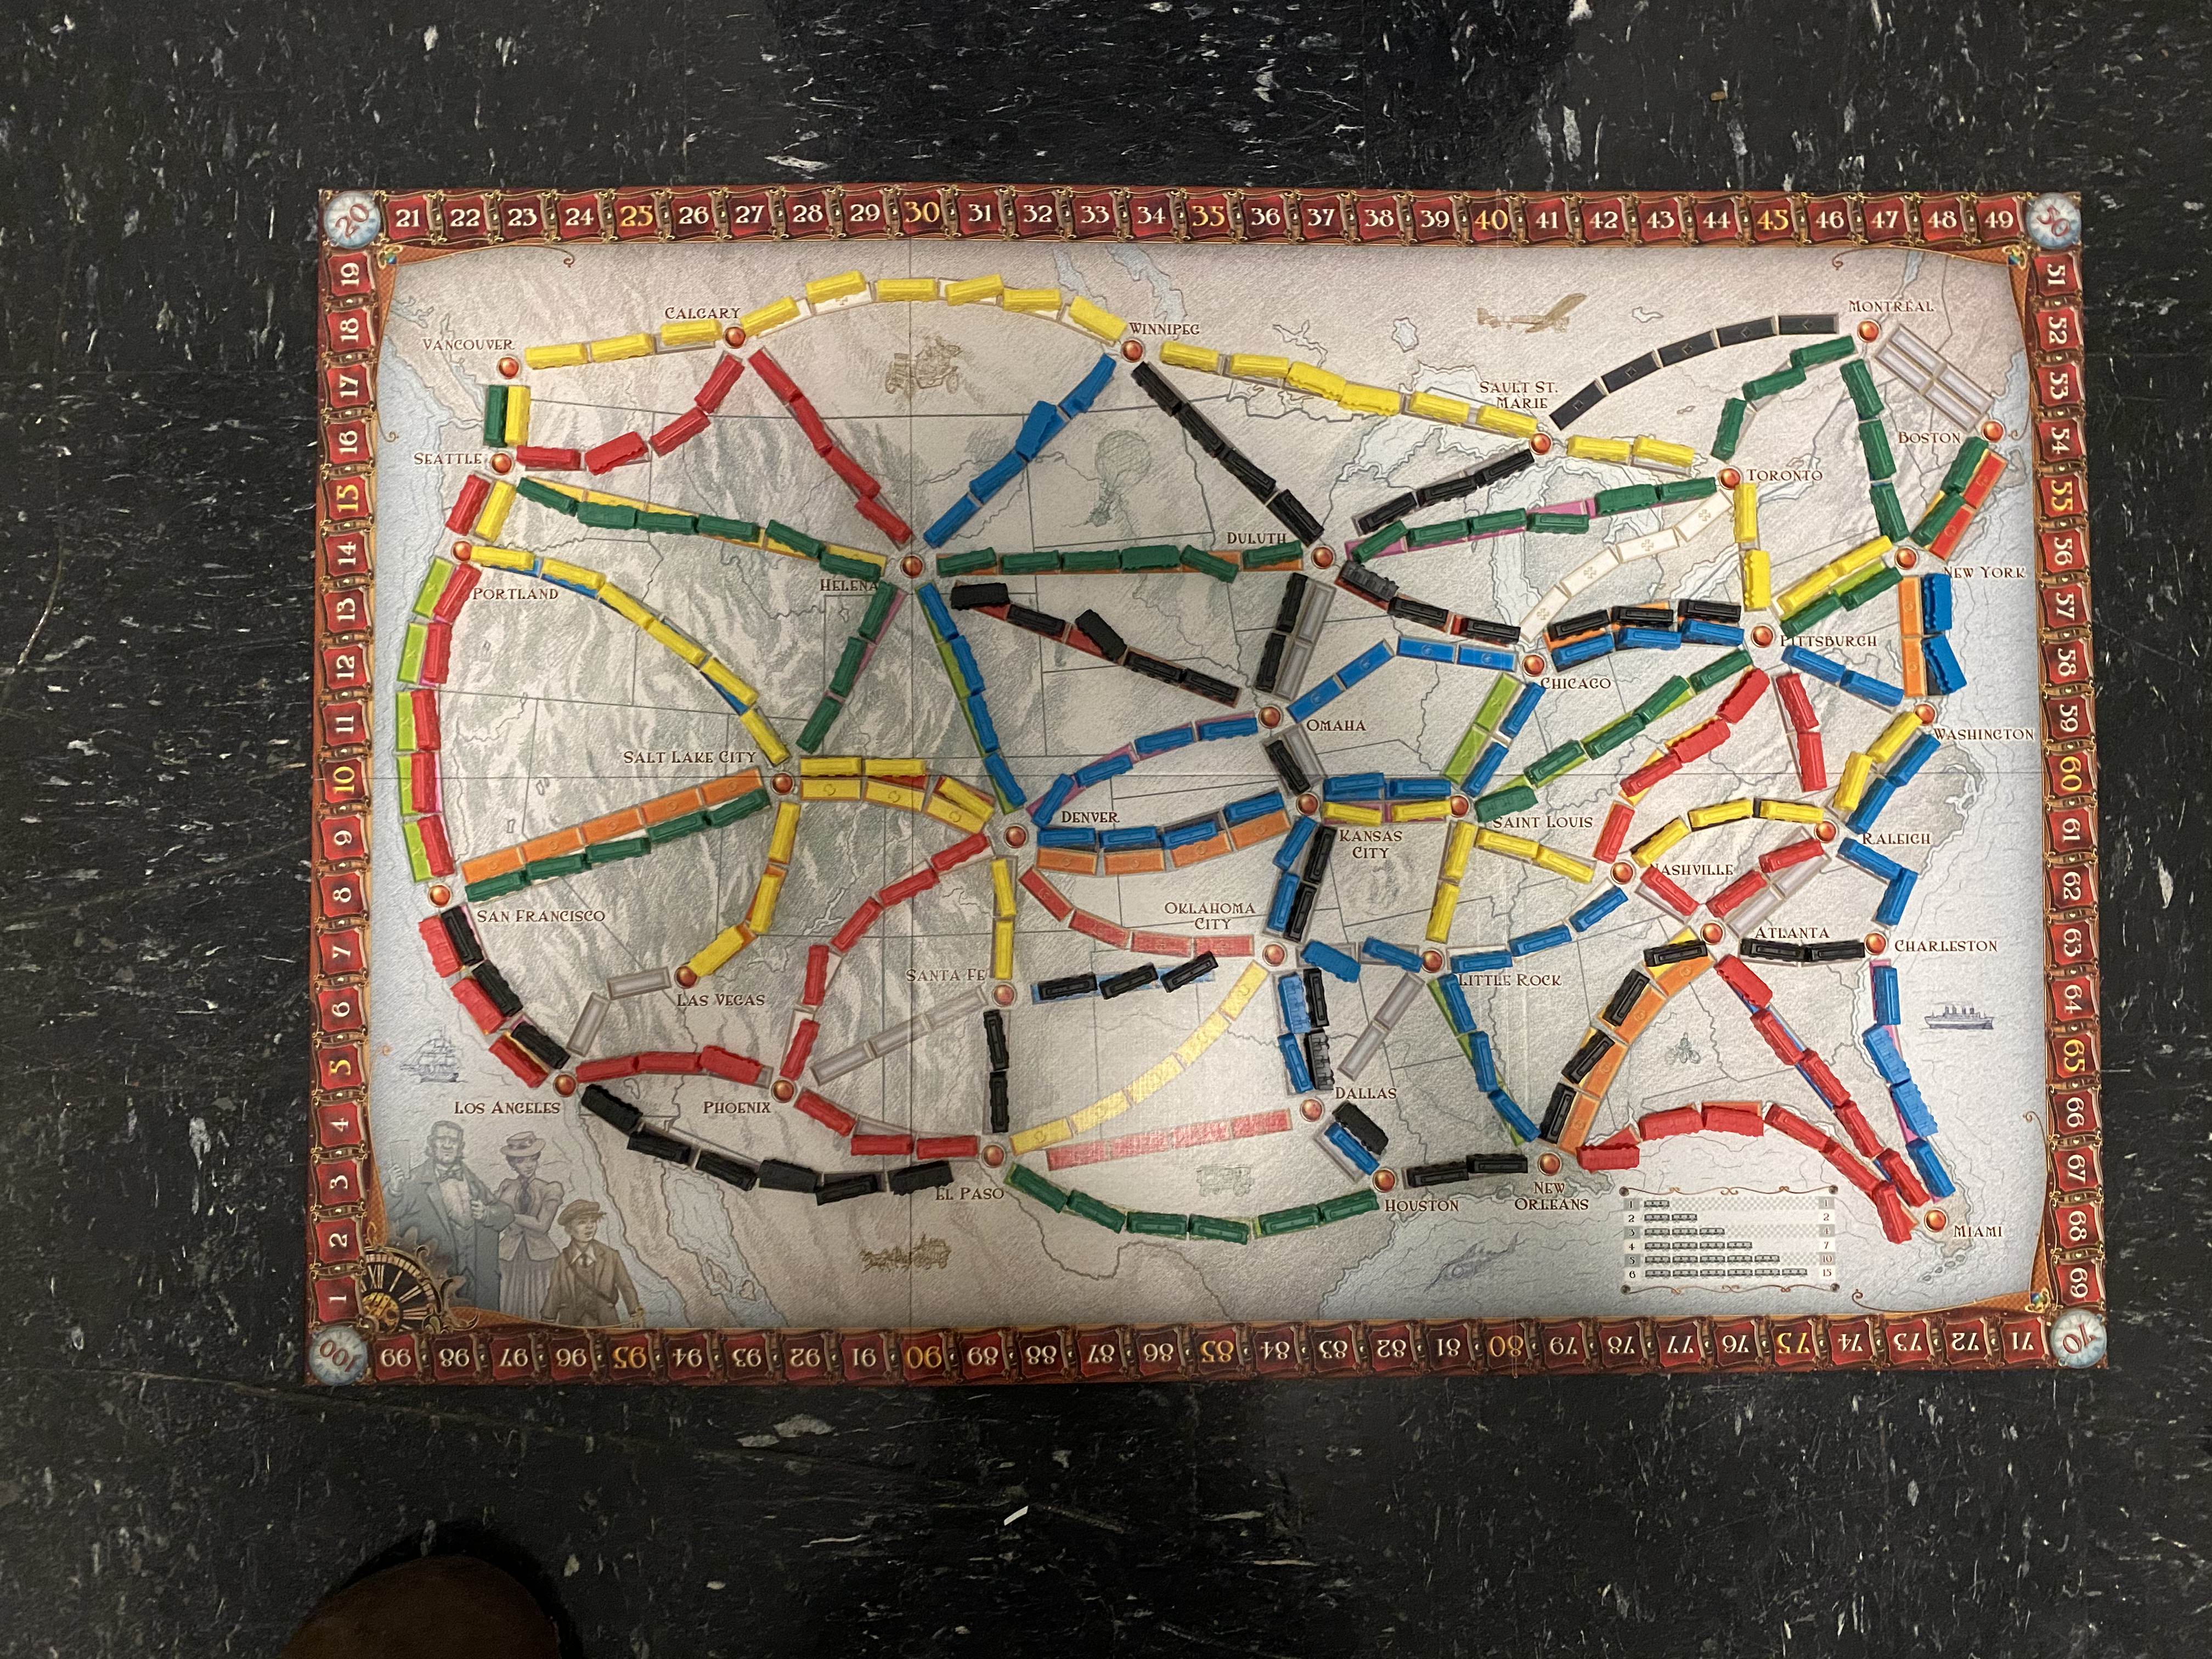 20 21 22 23 24 25 26 27 28 29 30 31 32 33 34 35 36 37 38 39 40 41 42 43 44 45 46 47 48 49 50
19
18
17
16
15
14
13
12
11
10
9
8
7
6
5
4
3
2
1
51
52
53
54
55
56
57
58
59
60
61
62
63
64
65
66
67
68
69
CALGARY
WINNIPEG
MONTRÉAL
VANCOUVER
SAULT ST.
MARIE
BOSTON
SEATTLE
TORONTO
DULUTH
HELENA
NEW YORK
PORTLAND
PITTSBURGH
CHICAGO
OMAHA
WASHINGTON
SALT LAKE CITY
DENVER
KANSAS
CITY
SAINT LOUIS
RALEIGH
NASHVILLE
SAN FRANCISCO
OKLAHOMA
CITY
ATLANTA
CHARLESTON
SANTA FE
LAS VEGAS
LITTLE ROCK
DALLAS
LOS ANGELES
PHOENIX
EL PASO
HOUSTON
NEW
ORLEANS
MIAMI
1 1
2 2
3 4
4 7
5 10
6 15
VII
100 99 98 97 96 95 94 93 92 91 90 89 88 87 86 85 84 83 82 81 80 79 78 77 76 75 74 73 72 71 70